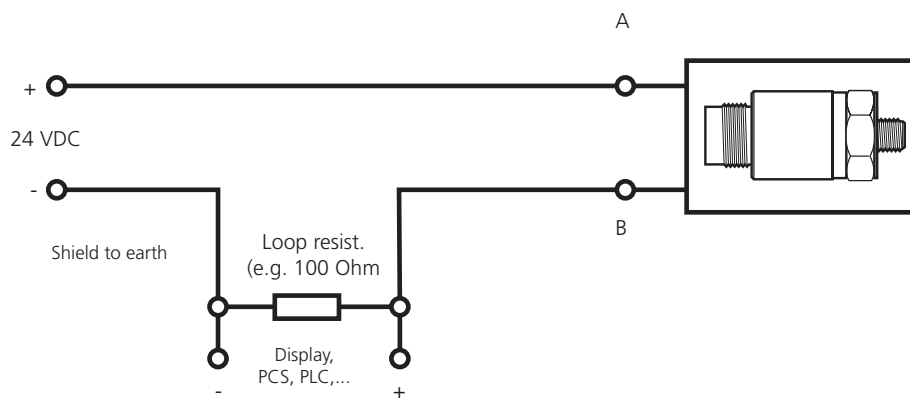 A
+
24 VDC
-
B
Shield to earth
Loop resist.
(e.g. 100 Ohm
Display,
PCS, PLC,...
-
+